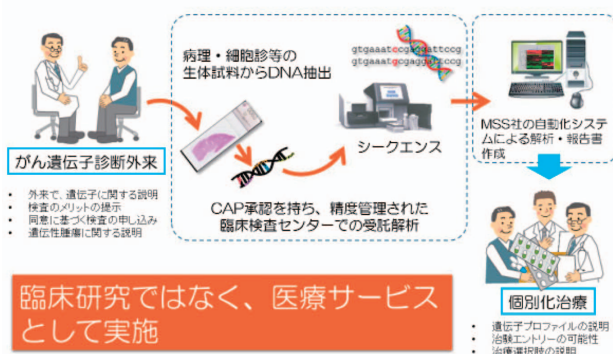 病理・細胞診等の
生体試料からDNA抽出
gtgaaatccgaggattccg
gtgaaatgcgaggattccg
シークエンス
MSS社の自動化システ
ムによる解析・報告書
作成
がん遺伝子診断外来
• 外来で、遺伝子に関する説明
• 検査のメリットの提示
• 同意に基づく検査の申し込み
• 遺伝性腫瘍に関する説明
CAP承認を持ち、精度管理された
臨床検査センターでの受託解析
個別化治療
• 遺伝子プロファイルの説明
• 治験エントリーの可能性
• 治療選択肢の説明
臨床研究ではなく、医療サービス
として実施